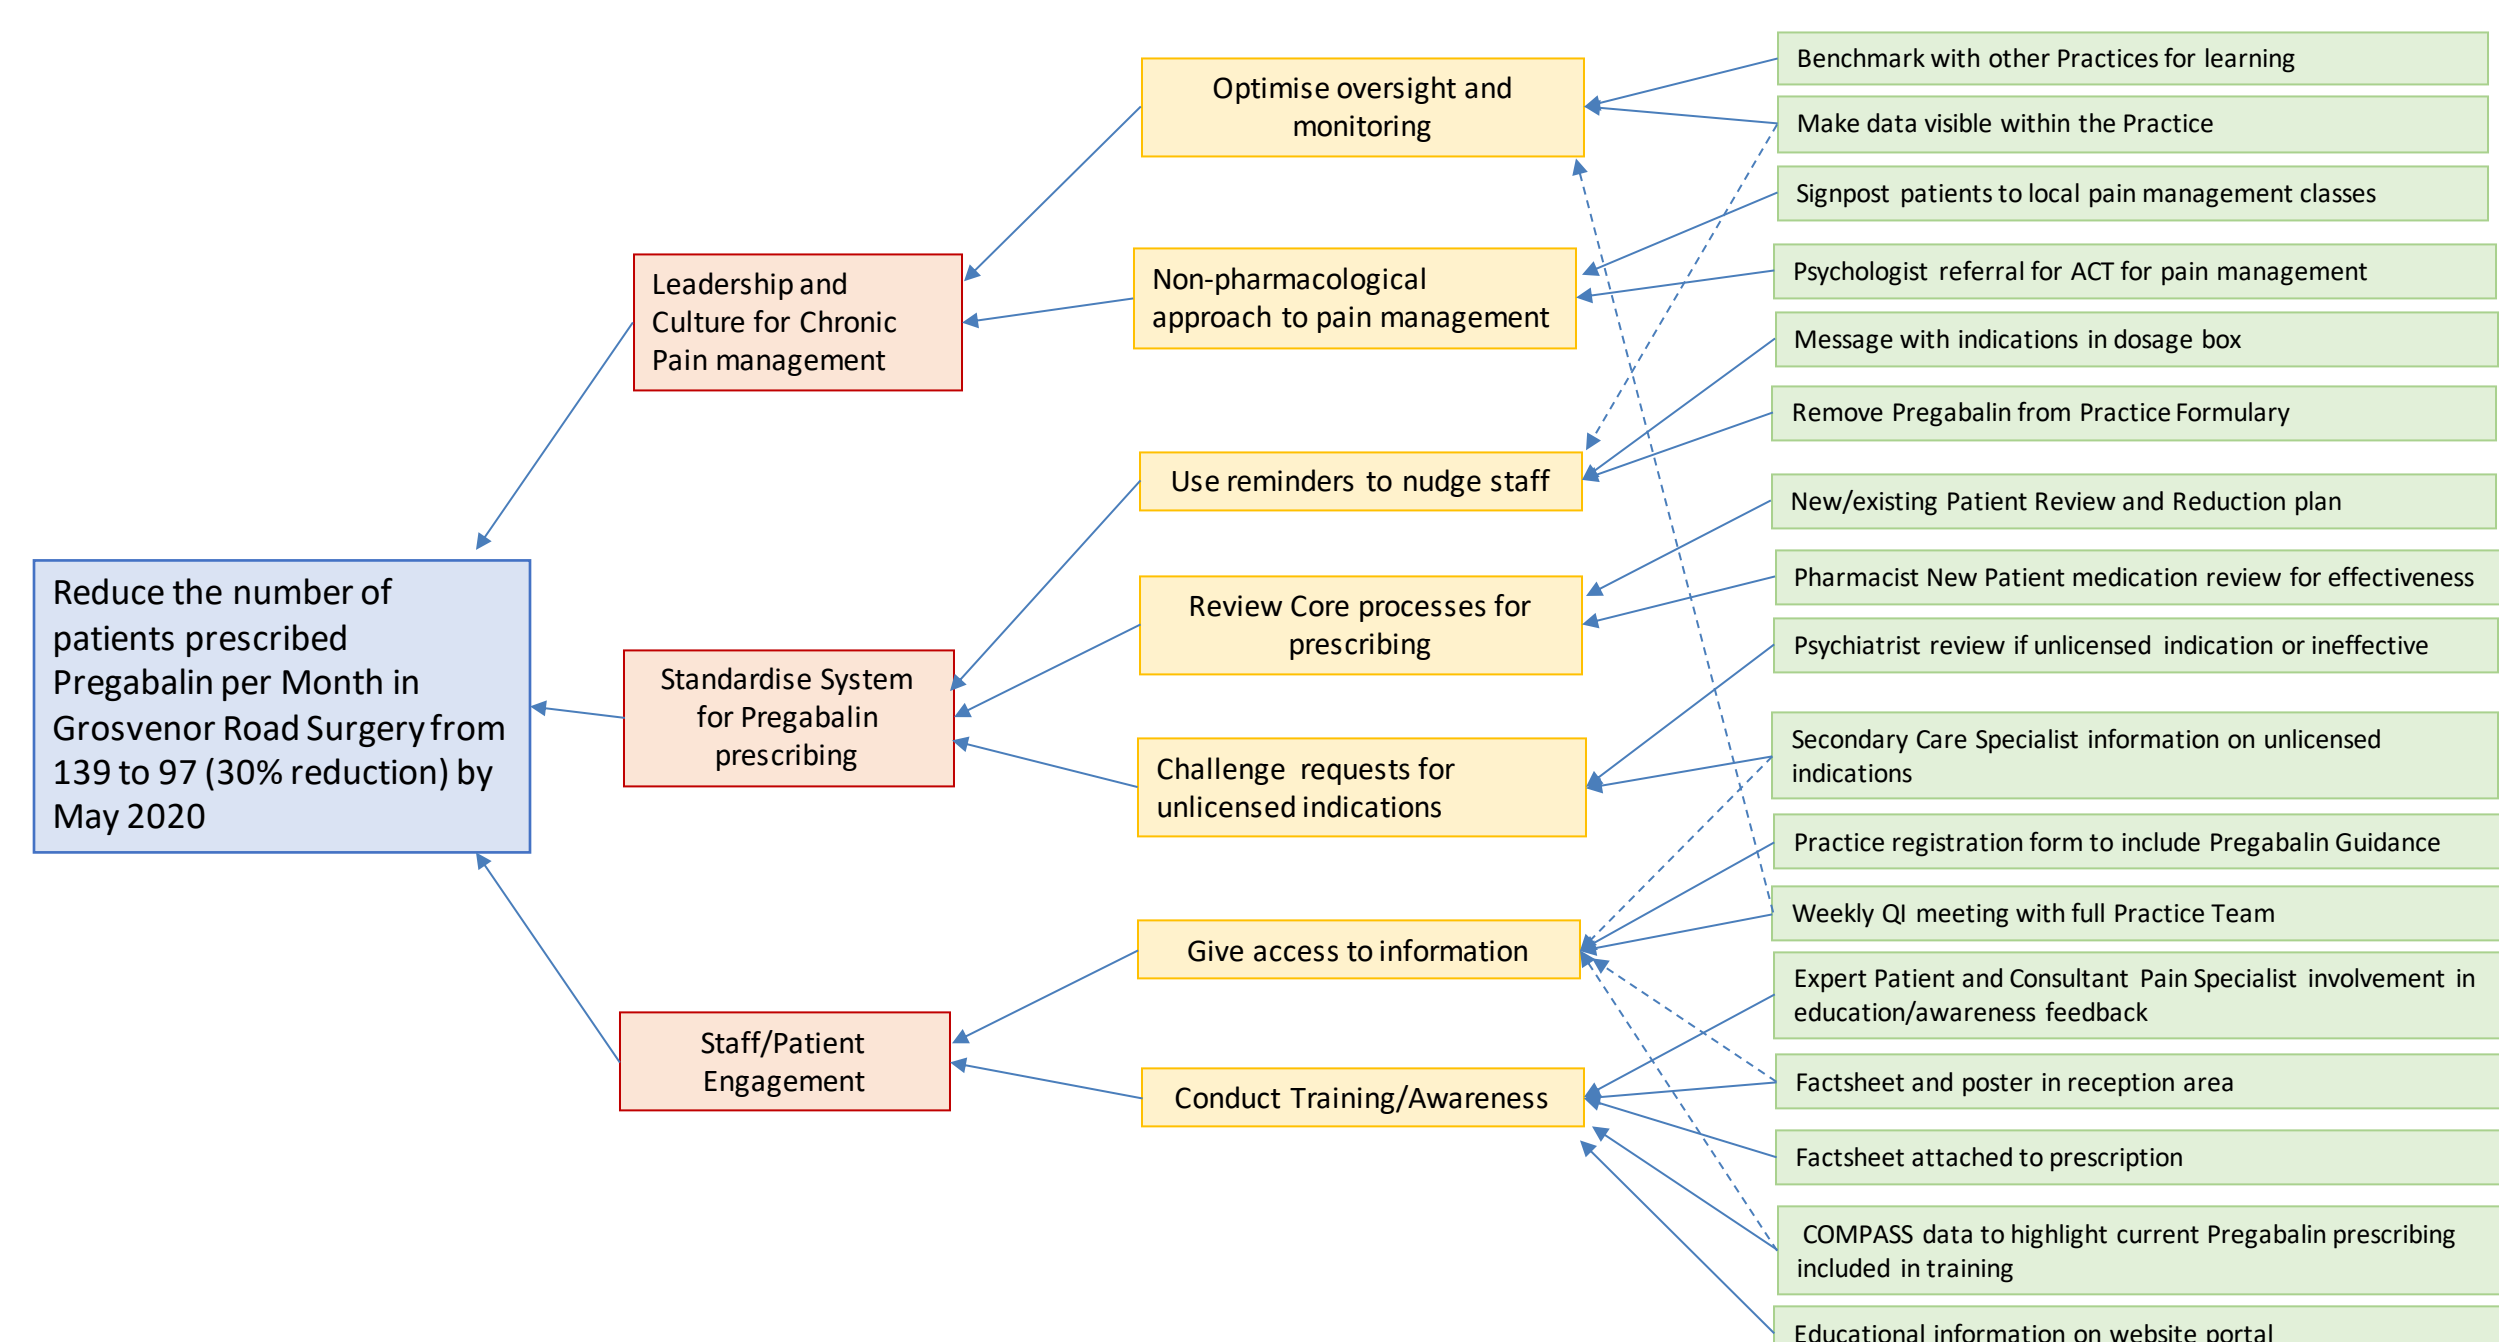 Reduce the number of
patients prescribed
Pregabalin per Month in
Grosvenor Road Surgery from
139 to 97 (30% reduction) by
May 2020
Leadership and
Culture for Chronic
Pain management
Standardise System
for Pregabalin
prescribing
Staff/Patient
Engagement
Optimise oversight and
monitoring
Non-pharmacological
approach to pain management
Use reminders to nudge staff
Review Core processes for
prescribing
Challenge requests for
unlicensed indications
Give access to information
Conduct Training/Awareness
Benchmark with other Practices for learning
Make data visible within the Practice
Signpost patients to local pain management classes
Psychologist referral for ACT for pain management
Message with indications in dosage box
Remove Pregabalin from Practice Formulary
New/existing Patient Review and Reduction plan
Pharmacist New Patient medication review for effectiveness
Psychiatrist review if unlicensed indication or ineffective
Secondary Care Specialist information on unlicensed
indications
Practice registration form to include Pregabalin Guidance
Weekly QI meeting with full Practice Team
Expert Patient and Consultant Pain Specialist involvement in
education/awareness feedback
Factsheet and poster in reception area
Factsheet attached to prescription
COMPASS data to highlight current Pregabalin prescribing
included in training
Educational information on website portal